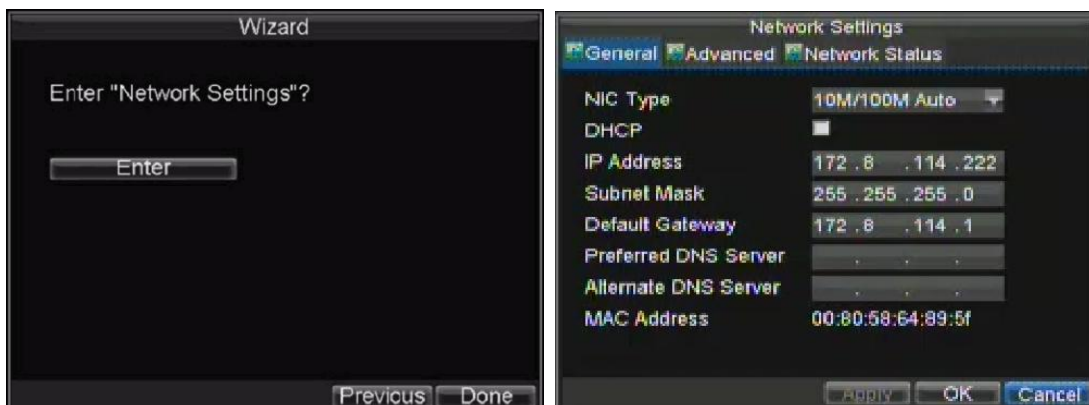 Wizard
Enter "Network Settings"?
Enter
Previous Done
Network Settings
General Advanced Network Status
NIC Type 10M/100M Auto
DHCP
IP Address 172 .8 .114 .222
Subnet Mask 255 .255 .255 .0
Default Gateway 172 .8 .114 .1
Preferred DNS Server . . .
Alternate DNS Server . . .
MAC Address 00:80:58:64:89:5f
Apply OK Cancel